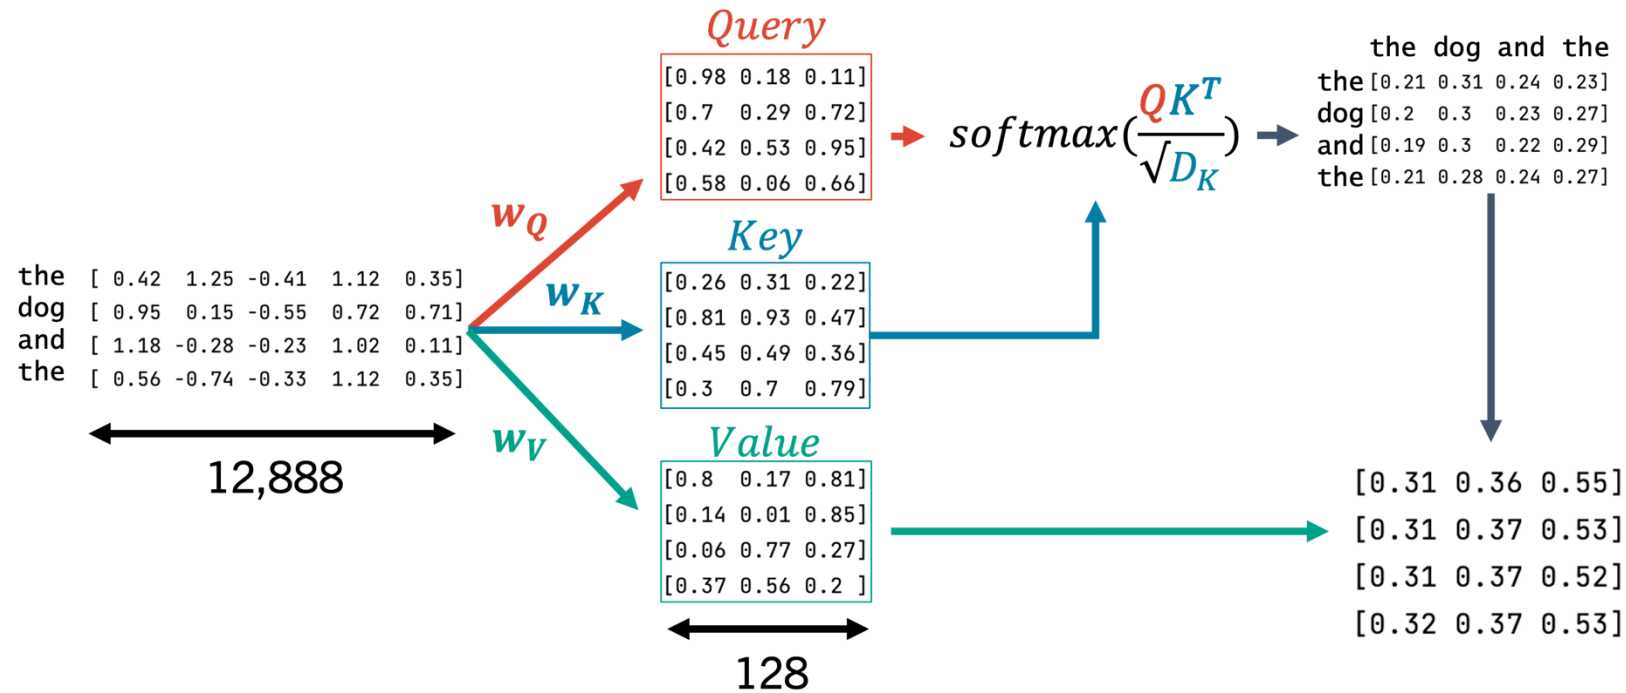 the [ 0.42 1.25 -0.41 1.12 0.35]
dog [ 0.95 0.15 -0.55 0.72 0.71]
and [ 1.18 -0.28 -0.23 1.02 0.11]
the [ 0.56 -0.74 -0.33 1.12 0.35]
12,888
w_Q
w_K
w_V
Query
[0.98 0.18 0.11]
[0.7 0.29 0.72]
[0.42 0.53 0.95]
[0.58 0.06 0.66]
Key
[0.26 0.31 0.22]
[0.81 0.93 0.47]
[0.45 0.49 0.36]
[0.3 0.7 0.79]
Value
[0.8 0.17 0.81]
[0.14 0.01 0.85]
[0.06 0.77 0.27]
[0.37 0.56 0.2 ]
128
softmax(QK^T/√D_K)
the dog and the
the [0.21 0.31 0.24 0.23]
dog [0.2 0.3 0.23 0.27]
and [0.19 0.3 0.22 0.29]
the [0.21 0.28 0.24 0.27]
[0.31 0.36 0.55]
[0.31 0.37 0.53]
[0.31 0.37 0.52]
[0.32 0.37 0.53]